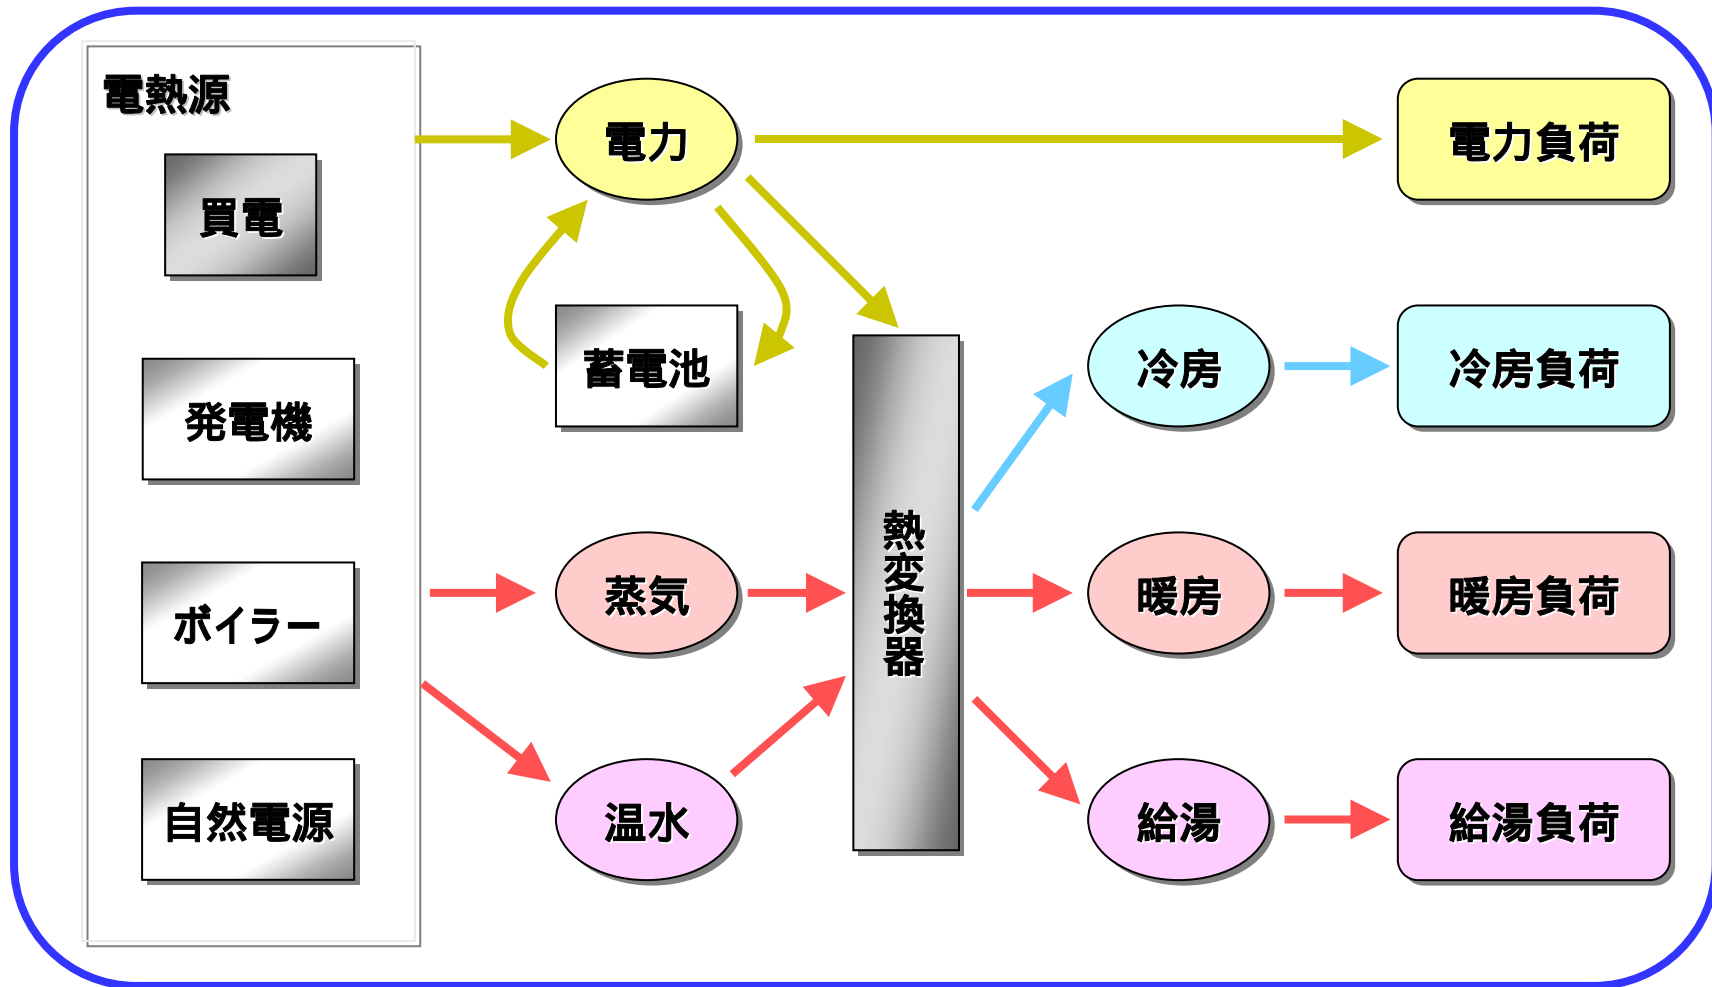 電熱源
買電
発電機
ボイラー
自然電源
電力
蓄電池
蒸気
温水
熱変換器
冷房
暖房
給湯
電力負荷
冷房負荷
暖房負荷
給湯負荷